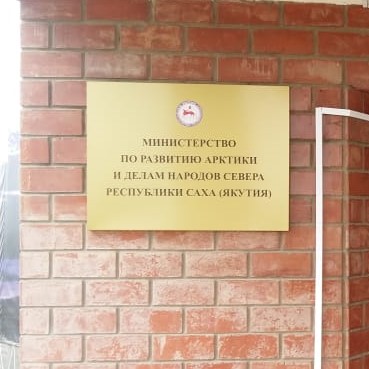 МИНИСТЕРСТВО
ПО РАЗВИТИЮ АРКТИКИ
И ДЕЛАМ НАРОДОВ СЕВЕРА
РЕСПУБЛИКИ САХА (ЯКУТИЯ)